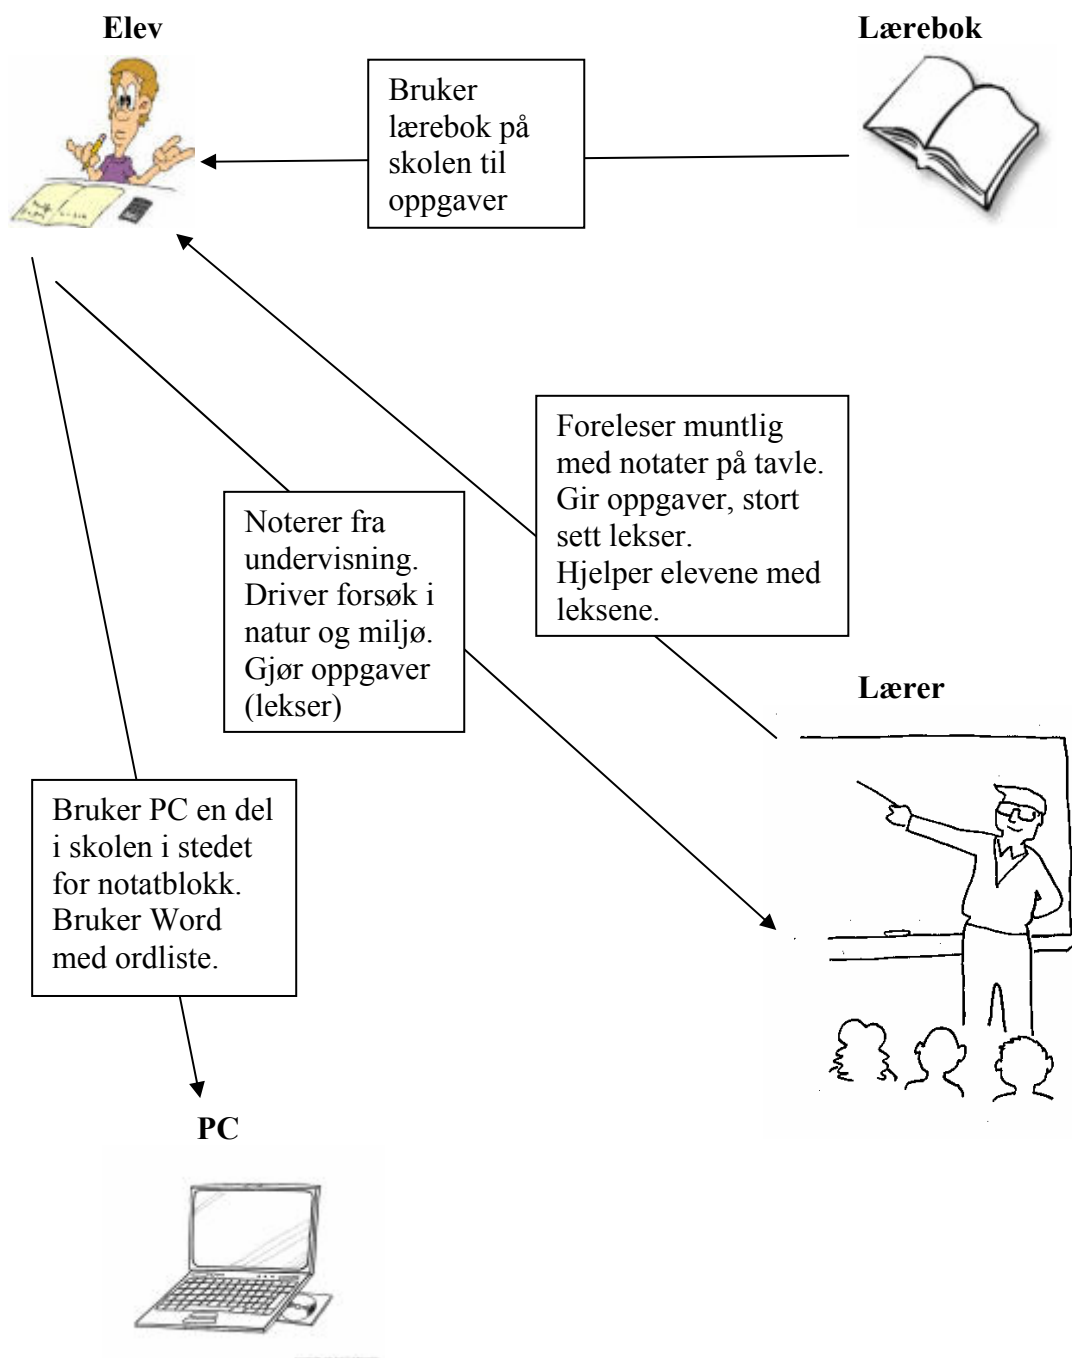 Elev
Lærebok
Bruker
lærebok på
skolen til
oppgaver
Foreleser muntlig
med notater på tavle.
Gir oppgaver, stort
sett lekser.
Hjelper elevene med
leksene.
Noterer fra
undervisning.
Driver forsøk i
natur og miljø.
Gjør oppgaver
(lekser)
Lærer
Bruker PC en del
i skolen i stedet
for notatblokk.
Bruker Word
med ordliste.
PC